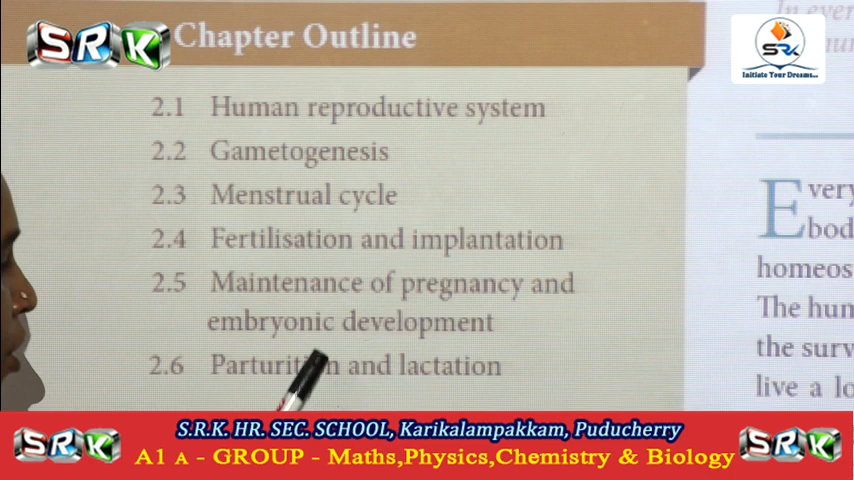 SRK
Chapter Outline
SRK
Initiate Your Dreams...
2.1 Human reproductive system
2.2 Gametogenesis
2.3 Menstrual cycle
2.4 Fertilisation and implantation
2.5 Maintenance of pregnancy and
embryonic development
2.6 Parturition and lactation
In ever
Every
bod
homeos
The hum
the surv
live a lo
SRK
S.R.K. HR. SEC. SCHOOL, Karikalampakkam, Puducherry
A1 A - GROUP - Maths,Physics,Chemistry & Biology
SRK